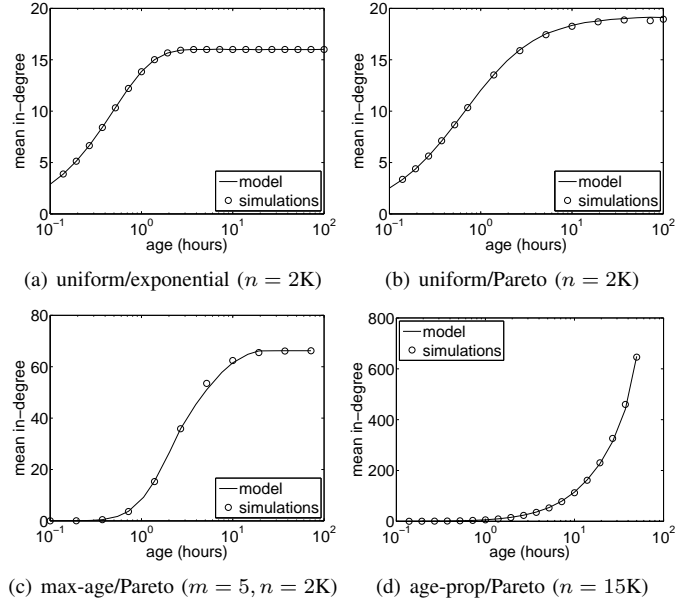 20
15
10
5
0
mean in-degree
10^-1
10^0
10^1
10^2
age (hours)
model
simulations
(a) uniform/exponential (n = 2K)
20
15
10
5
0
mean in-degree
10^-1
10^0
10^1
10^2
age (hours)
model
simulations
(b) uniform/Pareto (n = 2K)
80
60
40
20
0
mean in-degree
10^-1
10^0
10^1
10^2
age (hours)
model
simulations
(c) max-age/Pareto (m = 5, n = 2K)
800
600
400
200
0
mean in-degree
10^-1
10^0
10^1
10^2
age (hours)
model
simulations
(d) age-prop/Pareto (n = 15K)